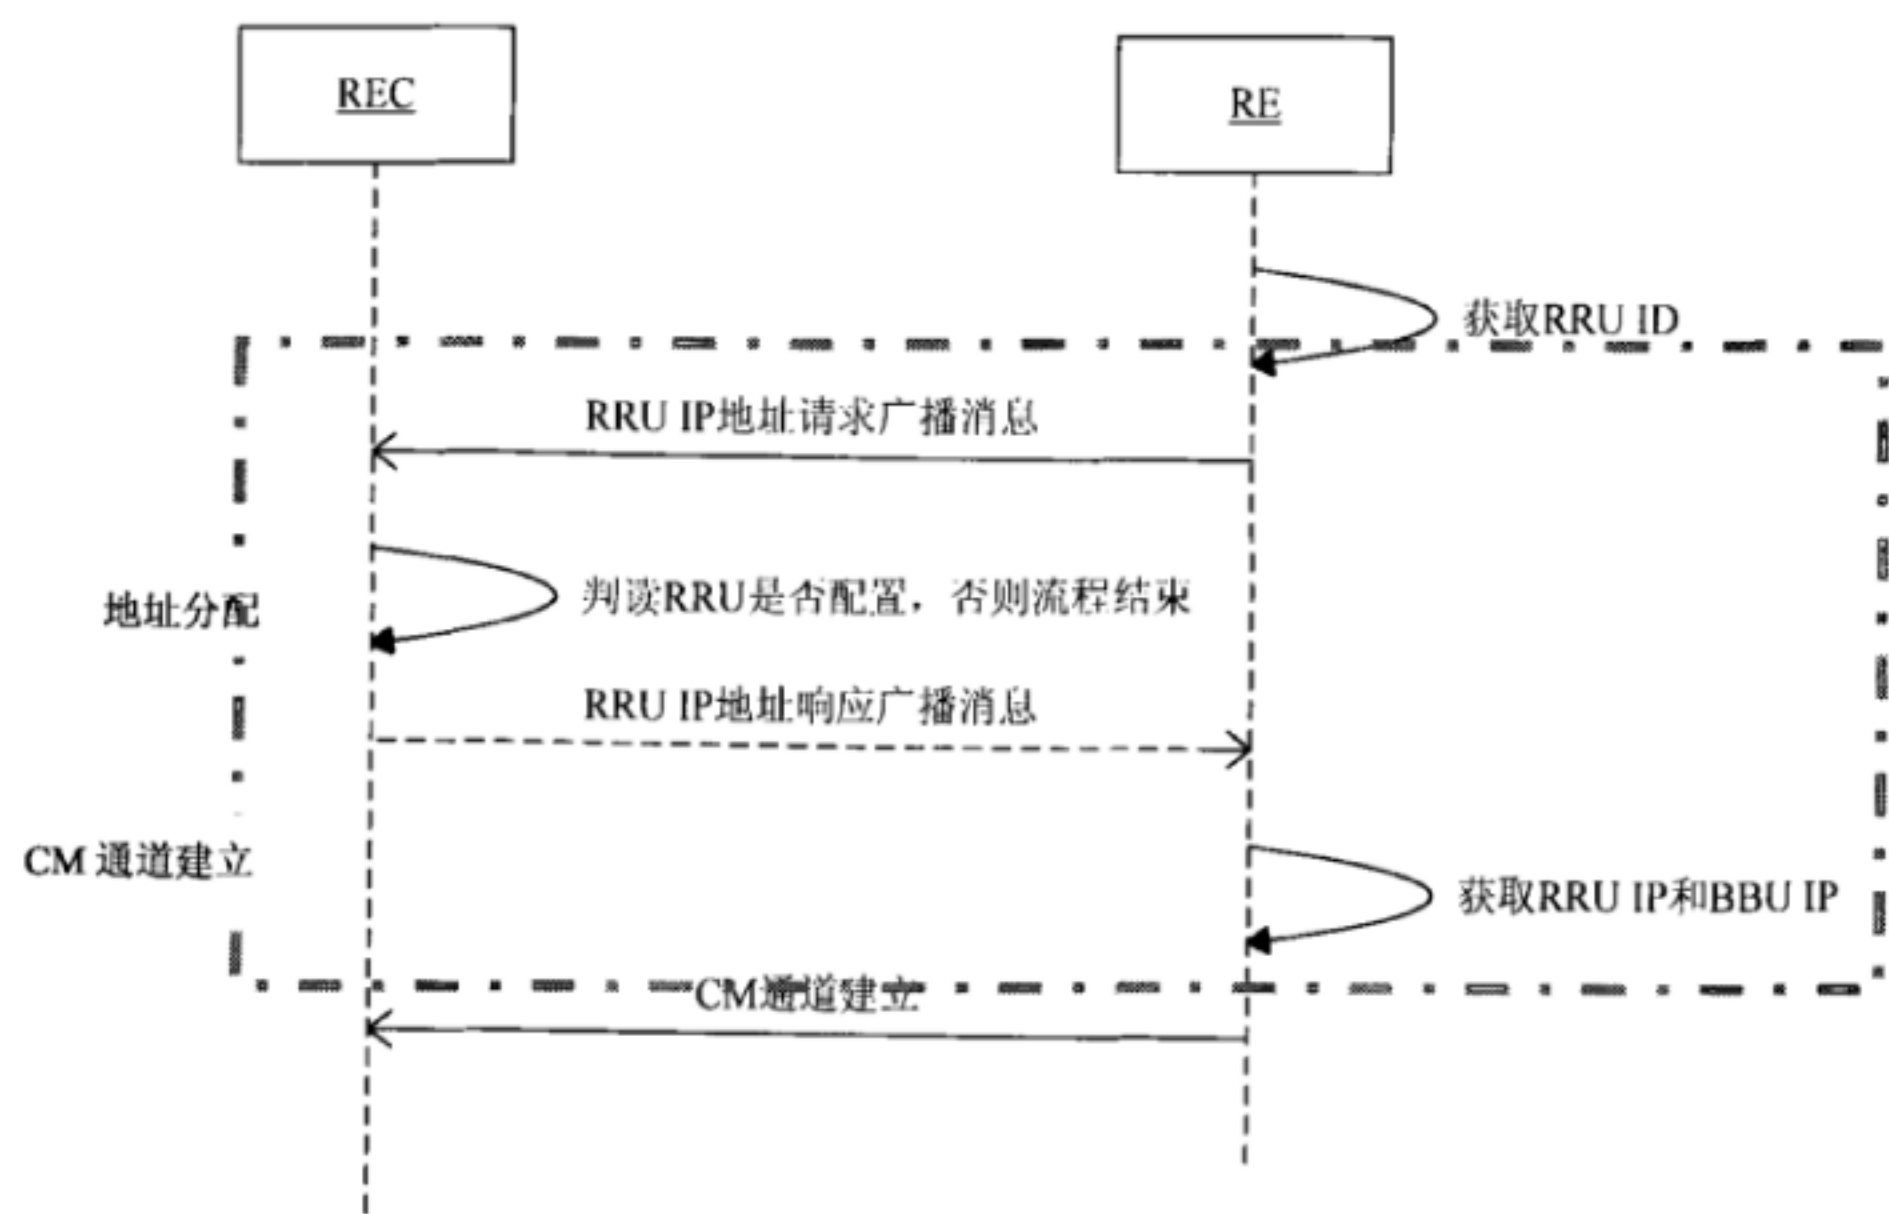 REC
RE
获取RRU ID
RRU IP地址请求广播消息
判读RRU是否配置，否则流程结束
地址分配
RRU IP地址响应广播消息
CM 通道建立
获取RRU IP和BBU IP
CM通道建立